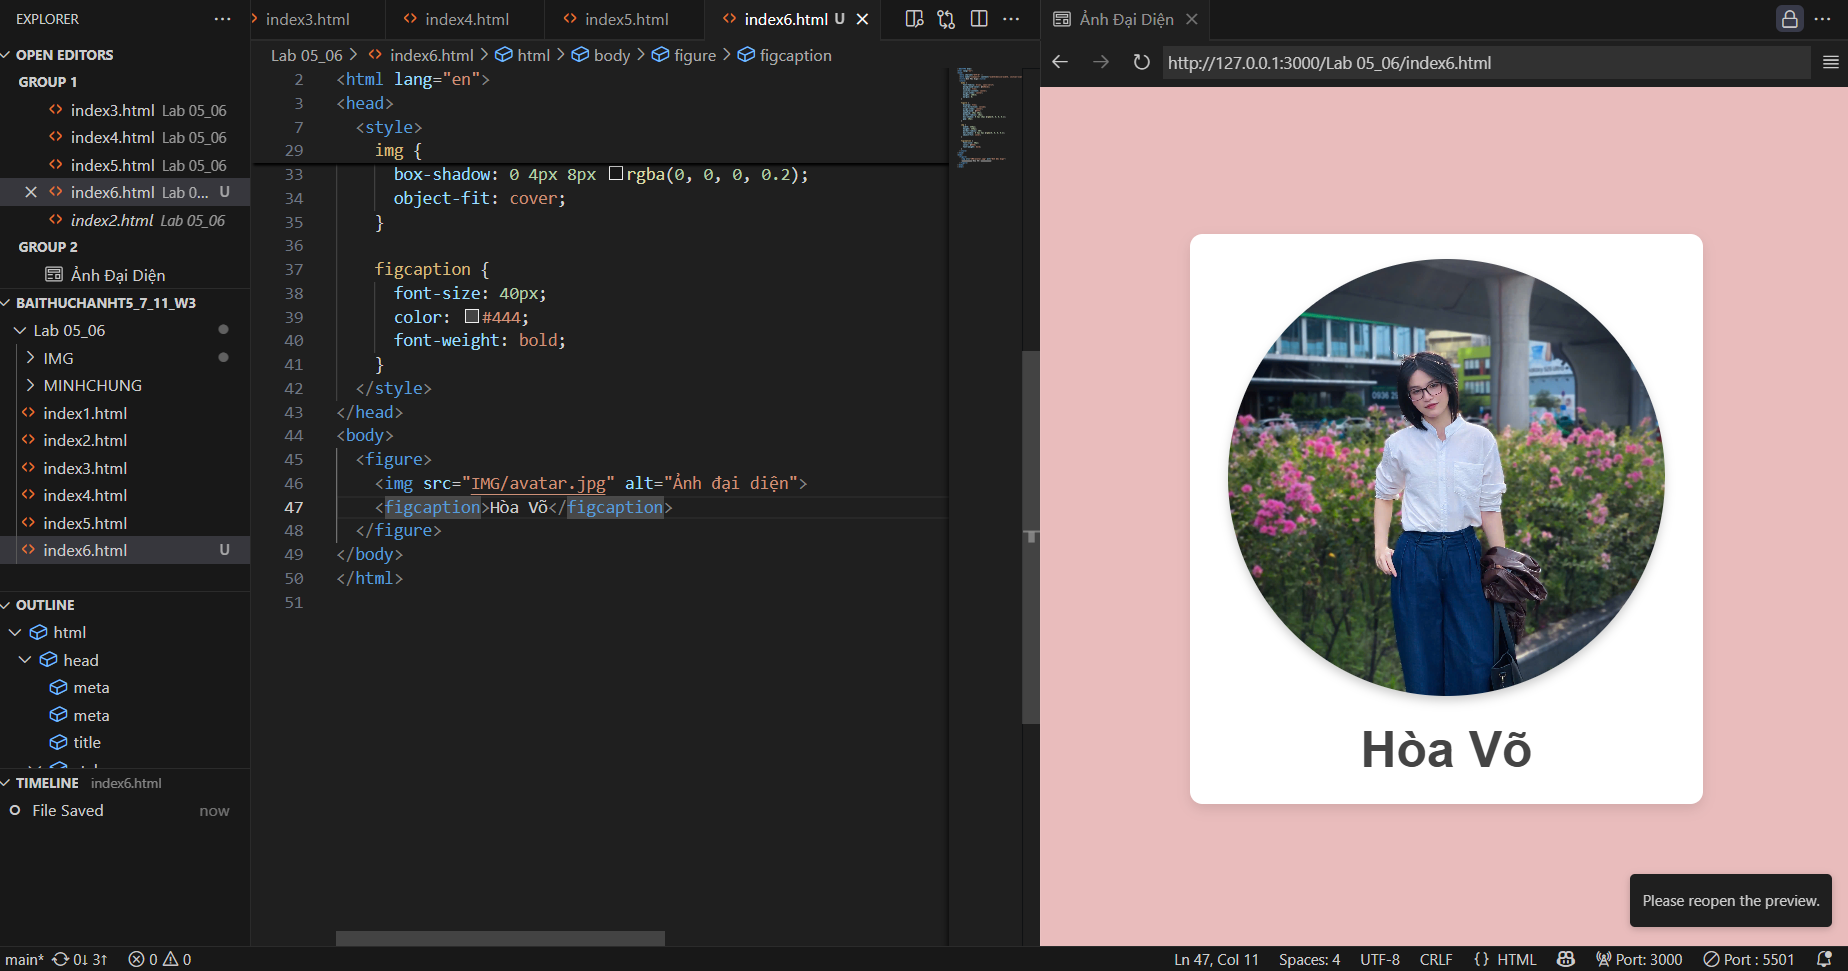 EXPLORER
OPEN EDITORS
GROUP 1
index3.html Lab 05_06
index4.html Lab 05_06
index5.html Lab 05_06
index6.html Lab 0... U
index2.html Lab 05_06
GROUP 2
Ảnh Đại Diện
BAITHUCHANHT5_7_11_W3
Lab 05_06
IMG
MINHCHUNG
index1.html
index2.html
index3.html
index4.html
index5.html
index6.html U
OUTLINE
html
head
meta
meta
title
TIMELINE index6.html
File Saved now
index3.html index4.html index5.html index6.html U
Lab 05_06 > index6.html > html > body > figure > figcaption
2 <html lang="en">
3 <head>
7 <style>
29 img {
33 box-shadow: 0 4px 8px rgba(0, 0, 0, 0.2);
34 object-fit: cover;
35 }
36
37 figcaption {
38 font-size: 40px;
39 color: #444;
40 font-weight: bold;
41 }
42 </style>
43 </head>
44 <body>
45 <figure>
46 <img src="IMG/avatar.jpg" alt="Ảnh đại diện">
47 <figcaption>Hòa Võ</figcaption>
48 </figure>
49 </body>
50 </html>
51
Ảnh Đại Diện
http://127.0.0.1:3000/Lab 05_06/index6.html
Hòa Võ
Please reopen the preview.
main* 0↓ 3↑ 0 0
Ln 47, Col 11 Spaces: 4 UTF-8 CRLF {} HTML Port: 3000 Port : 5501